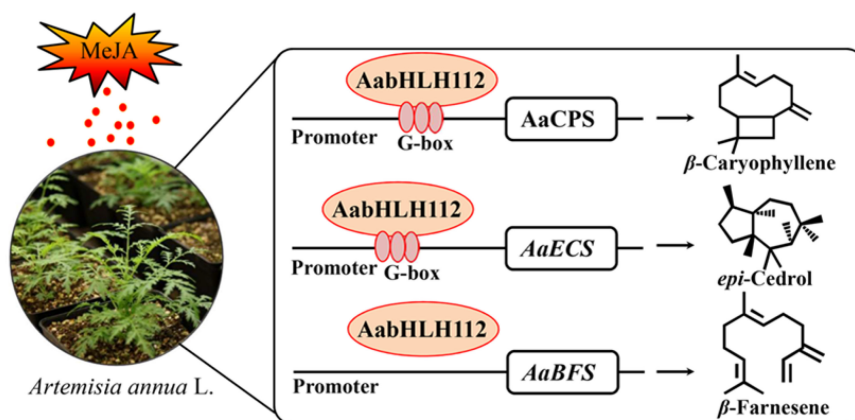 MeJA
Artemisia annua L.
AabHLH112
Promoter
G-box
AaCPS
β-Caryophyllene
AabHLH112
Promoter
G-box
AaECS
epi-Cedrol
AabHLH112
Promoter
AaBFS
β-Farnesene